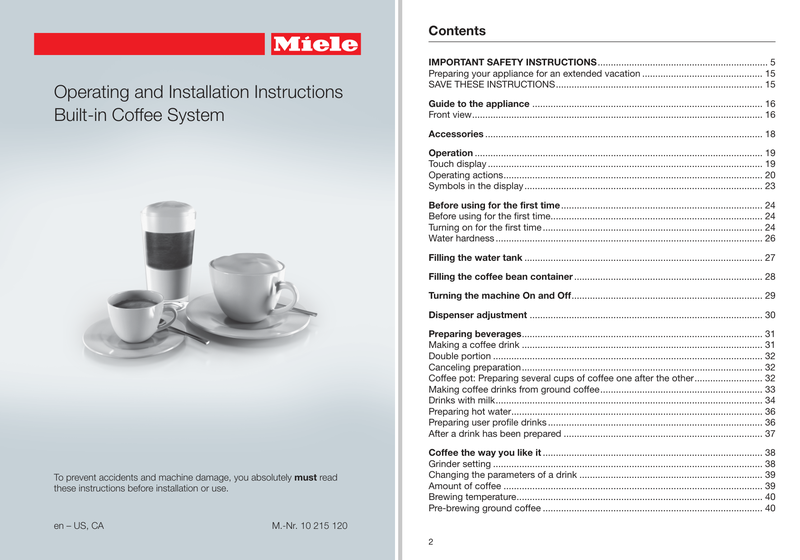 Miele
Operating and Installation Instructions
Built-in Coffee System
To prevent accidents and machine damage, you absolutely must read
these instructions before installation or use.
en – US, CA M.-Nr. 10 215 120
Contents
IMPORTANT SAFETY INSTRUCTIONS.................................................................. 5
Preparing your appliance for an extended vacation .............................................. 15
SAVE THESE INSTRUCTIONS............................................................................... 15
Guide to the appliance ........................................................................................ 16
Front view............................................................................................................... 16
Accessories .......................................................................................................... 18
Operation .............................................................................................................. 19
Touch display ......................................................................................................... 19
Operating actions................................................................................................... 20
Symbols in the display ........................................................................................... 23
Before using for the first time............................................................................. 24
Before using for the first time................................................................................. 24
Turning on for the first time .................................................................................... 24
Water hardness ...................................................................................................... 26
Filling the water tank ........................................................................................... 27
Filling the coffee bean container ........................................................................ 28
Turning the machine On and Off......................................................................... 29
Dispenser adjustment ......................................................................................... 30
Preparing beverages............................................................................................ 31
Making a coffee drink ............................................................................................ 31
Double portion ....................................................................................................... 32
Canceling preparation............................................................................................ 32
Coffee pot: Preparing several cups of coffee one after the other.......................... 32
Making coffee drinks from ground coffee.............................................................. 33
Drinks with milk...................................................................................................... 34
Preparing hot water................................................................................................ 36
Preparing user profile drinks .................................................................................. 36
After a drink has been prepared ............................................................................ 37
Coffee the way you like it .................................................................................... 38
Grinder setting ....................................................................................................... 38
Changing the parameters of a drink ...................................................................... 39
Amount of coffee ................................................................................................... 39
Brewing temperature.............................................................................................. 40
Pre-brewing ground coffee .................................................................................... 40
2